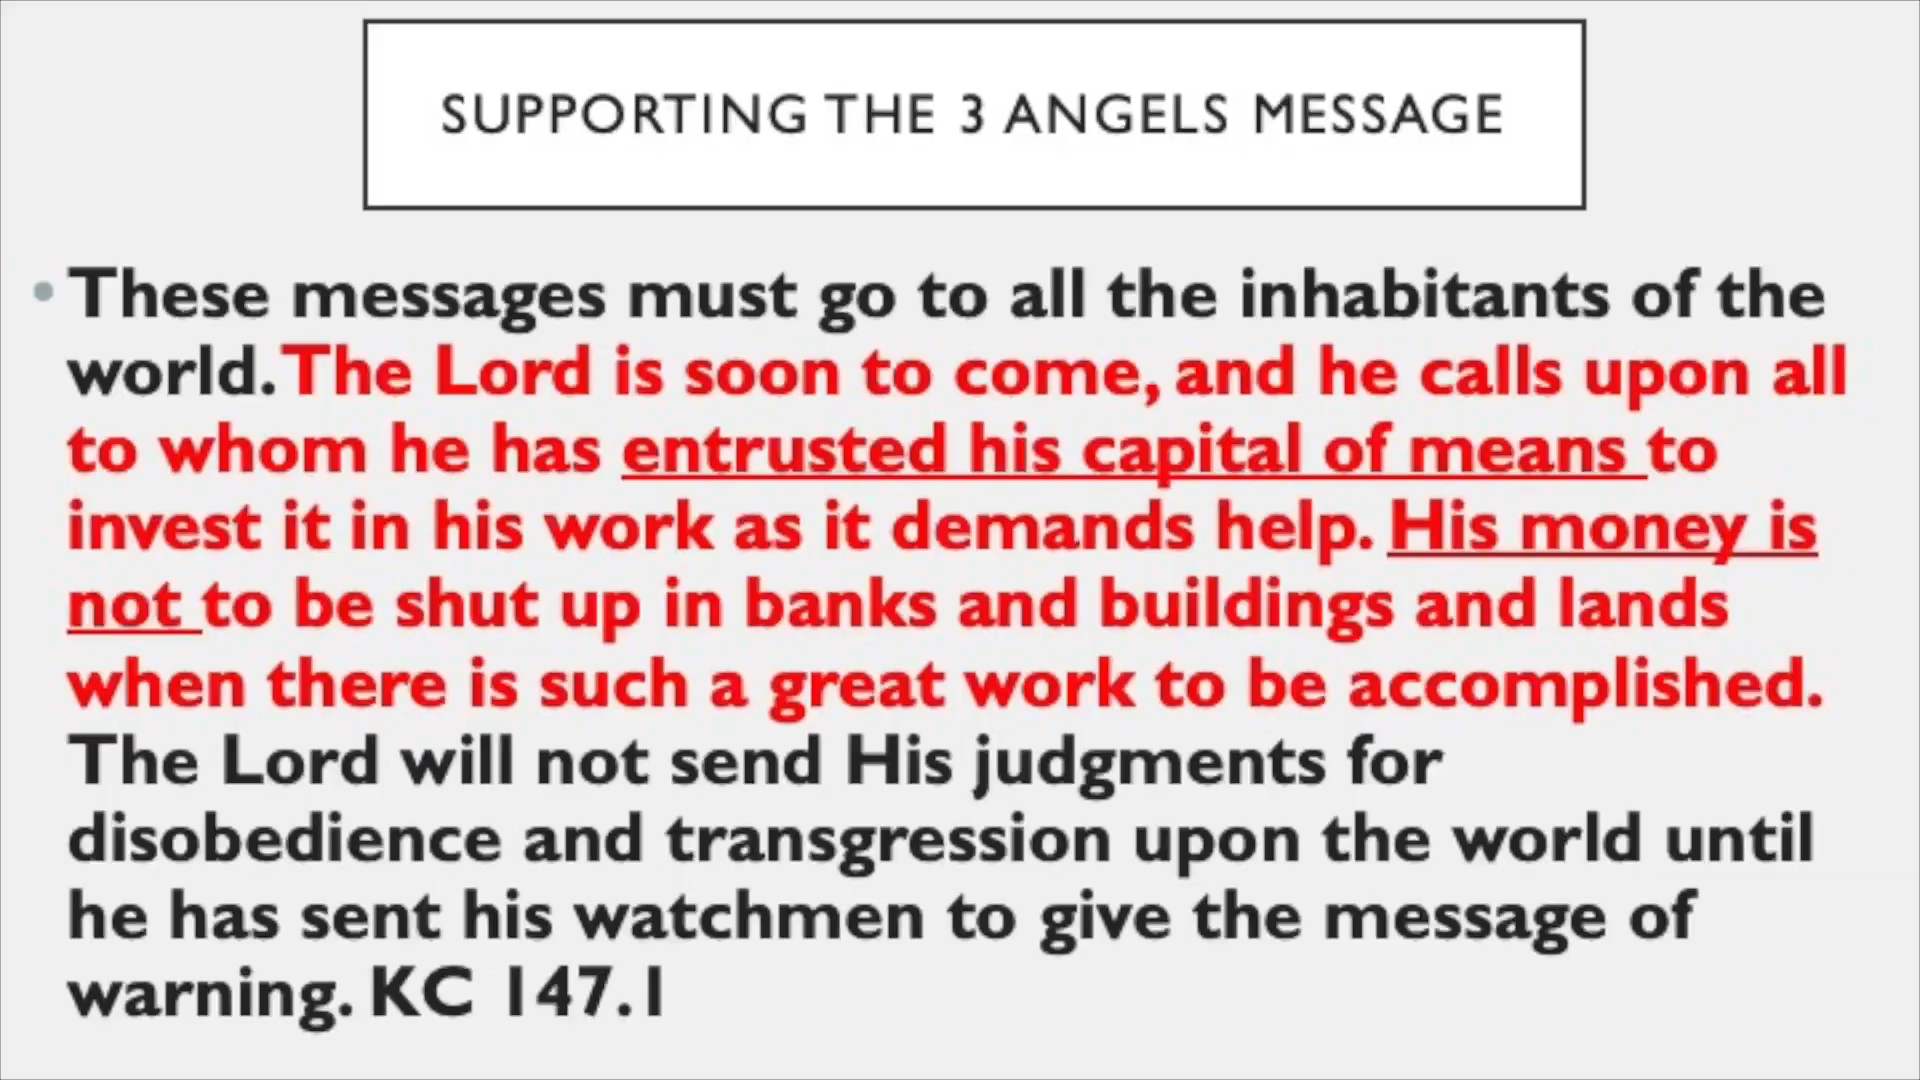 SUPPORTING THE 3 ANGELS MESSAGE
• These messages must go to all the inhabitants of the
world. The Lord is soon to come, and he calls upon all
to whom he has entrusted his capital of means to
invest it in his work as it demands help. His money is
not to be shut up in banks and buildings and lands
when there is such a great work to be accomplished.
The Lord will not send His judgments for
disobedience and transgression upon the world until
he has sent his watchmen to give the message of
warning. KC 147.1